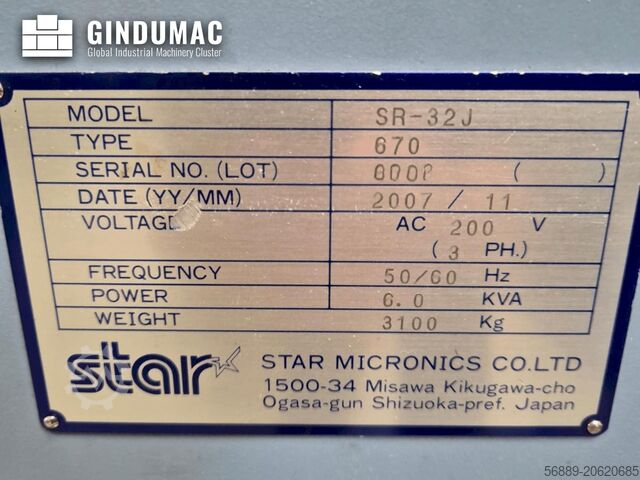 GINDUMAC
Global Industrial Machinery Cluster
MODEL SR-32J
TYPE 670
SERIAL NO. (LOT) ( )
DATE (YY/MM) 2007 / 11
VOLTAGE AC 200 V
( 3 PH.)
FREQUENCY 50/60 Hz
POWER 6.0 KVA
WEIGHT 3100 Kg
star
STAR MICRONICS CO.LTD
1500-34 Misawa Kikugawa-cho
Ogasa-gun Shizuoka-pref. Japan
56889-20620685